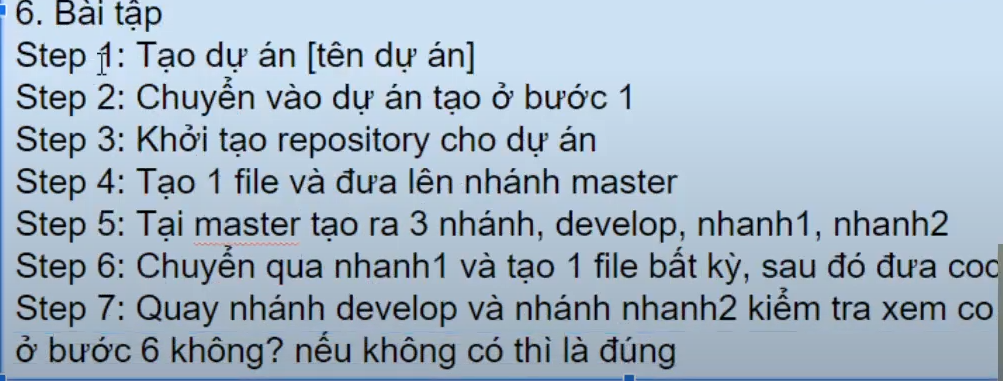 6. Bài tập
Step 1: Tạo dự án [tên dự án]
Step 2: Chuyển vào dự án tạo ở bước 1
Step 3: Khởi tạo repository cho dự án
Step 4: Tạo 1 file và đưa lên nhánh master
Step 5: Tại master tạo ra 3 nhánh, develop, nhanh1, nhanh2
Step 6: Chuyển qua nhanh1 và tạo 1 file bất kỳ, sau đó đưa
Step 7: Quay nhánh develop và nhánh nhanh2 kiểm tra xem co
ở bước 6 không? nếu không có thì là đúng